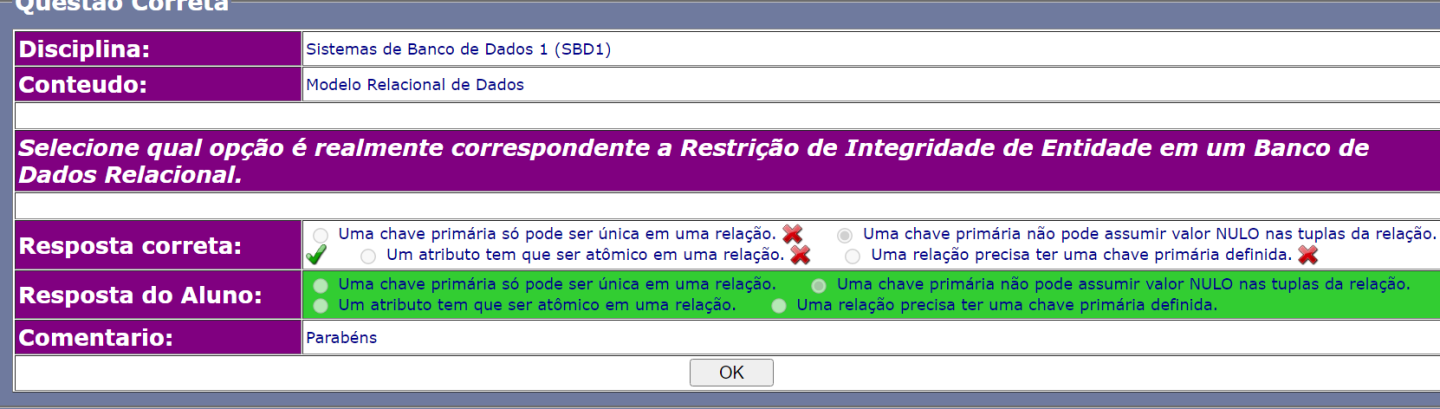 Questão Correta
Disciplina: Sistemas de Banco de Dados 1 (SBD1)
Conteudo: Modelo Relacional de Dados
Selecione qual opção é realmente correspondente a Restrição de Integridade de Entidade em um Banco de
Dados Relacional.
Resposta correta:
Uma chave primária só pode ser única em uma relação. Uma chave primária não pode assumir valor NULO nas tuplas da relação.
Um atributo tem que ser atômico em uma relação. Uma relação precisa ter uma chave primária definida.
Resposta do Aluno:
Uma chave primária só pode ser única em uma relação. Uma chave primária não pode assumir valor NULO nas tuplas da relação.
Um atributo tem que ser atômico em uma relação. Uma relação precisa ter uma chave primária definida.
Comentario: Parabéns
OK